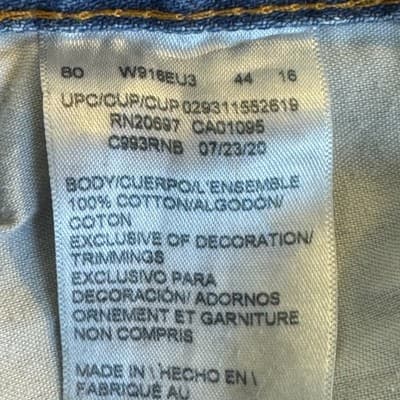 BO W916EU3 44 16
UPC/CUP/CUP 029311552619
RN20697 CA01095
C993RNB 07/23/20
BODY/CUERPO/L'ENSEMBLE
100% COTTON/ALGODON/
COTON
EXCLUSIVE OF DECORATION/
TRIMMINGS
EXCLUSIVO PARA
DECORACIÓN/ ADORNOS
ORNEMENT ET GARNITURE
NON COMPRIS
MADE IN \ HECHO EN \
FABRIQUÉ AU